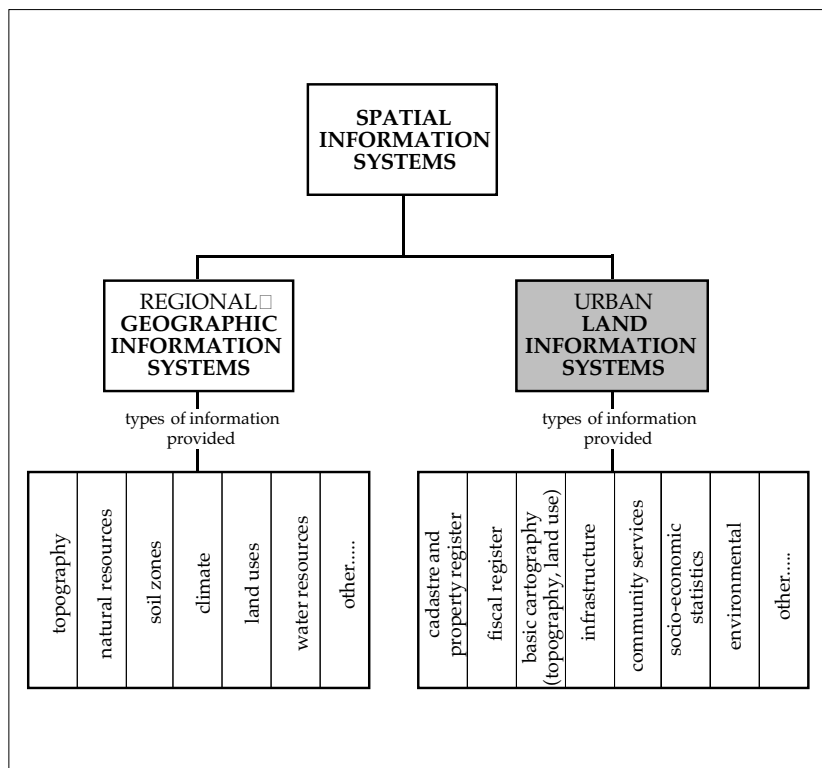 SPATIAL
INFORMATION
SYSTEMS
REGIONAL□
GEOGRAPHIC
INFORMATION
SYSTEMS
URBAN
LAND
INFORMATION
SYSTEMS
types of information
provided
types of information
provided
topography
natural resources
soil zones
climate
land uses
water resources
other.....
cadastre and
property register
fiscal register
basic cartography
(topography, land use)
infrastructure
community services
socio-economic
statistics
environmental
other.....